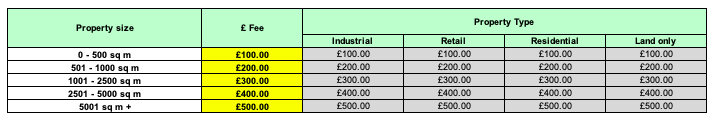 Property size £ Fee Property Type
Industrial Retail Residential Land only
0 - 500 sq m £100.00 £100.00 £100.00 £100.00 £100.00
501 - 1000 sq m £200.00 £200.00 £200.00 £200.00 £200.00
1001 - 2500 sq m £300.00 £300.00 £300.00 £300.00 £300.00
2501 - 5000 sq m £400.00 £400.00 £400.00 £400.00 £400.00
5001 sq m + £500.00 £500.00 £500.00 £500.00 £500.00